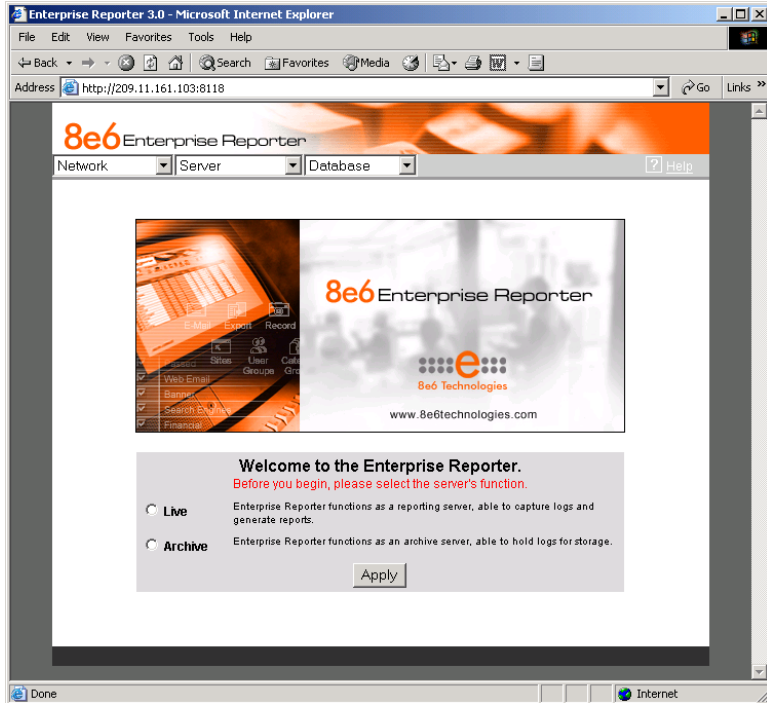 Enterprise Reporter 3.0 - Microsoft Internet Explorer
File Edit View Favorites Tools Help
Back Search Favorites Media
Address http://209.11.161.103:8118 Go Links »
8e6 Enterprise Reporter
Network Server Database ? Help
8e6 Enterprise Reporter
E-Mail Export Record
Sites User Groups
Web Email
Banner
Search Engines
Financial
e
8e6 Technologies
www.8e6technologies.com
Welcome to the Enterprise Reporter.
Before you begin, please select the server's function.
Live Enterprise Reporter functions as a reporting server, able to capture logs and
generate reports.
Archive Enterprise Reporter functions as an archive server, able to hold logs for storage.
Apply
Done Internet